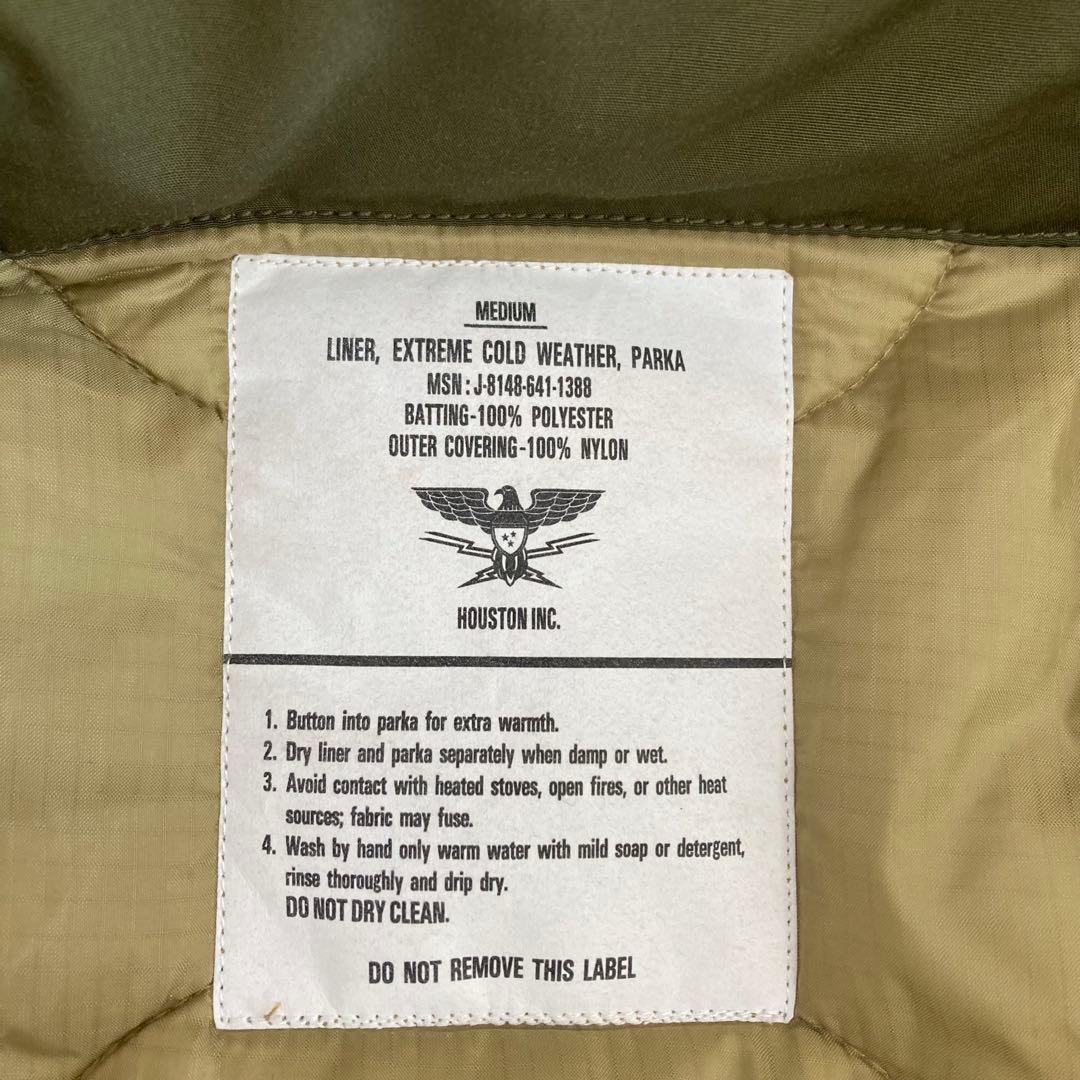 MEDIUM
LINER, EXTREME COLD WEATHER, PARKA
MSN : J-8148-641-1388
BATTING-100% POLYESTER
OUTER COVERING-100% NYLON
HOUSTON INC.
1. Button into parka for extra warmth.
2. Dry liner and parka separately when damp or wet.
3. Avoid contact with heated stoves, open fires, or other heat
sources; fabric may fuse.
4. Wash by hand only warm water with mild soap or detergent,
rinse thoroughly and drip dry.
DO NOT DRY CLEAN.
DO NOT REMOVE THIS LABEL